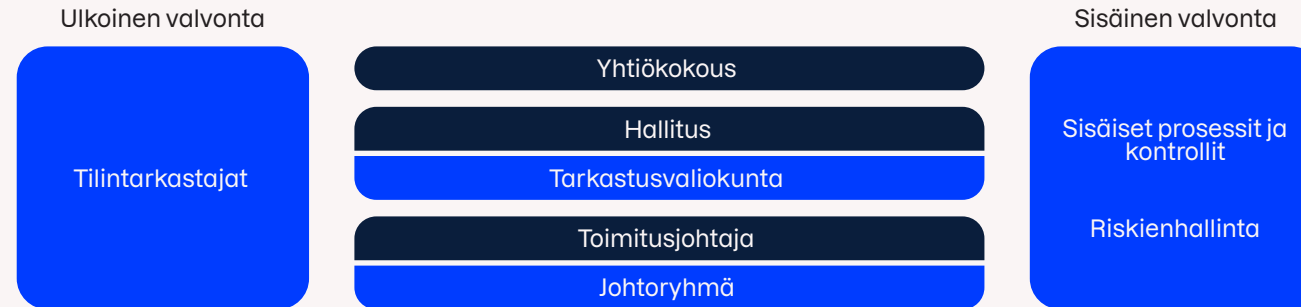 Ulkoinen valvonta
Sisäinen valvonta
Tilintarkastajat
Yhtiökokous
Hallitus
Tarkastusvaliokunta
Toimitusjohtaja
Johtoryhmä
Sisäiset prosessit ja
kontrollit
Riskienhallinta